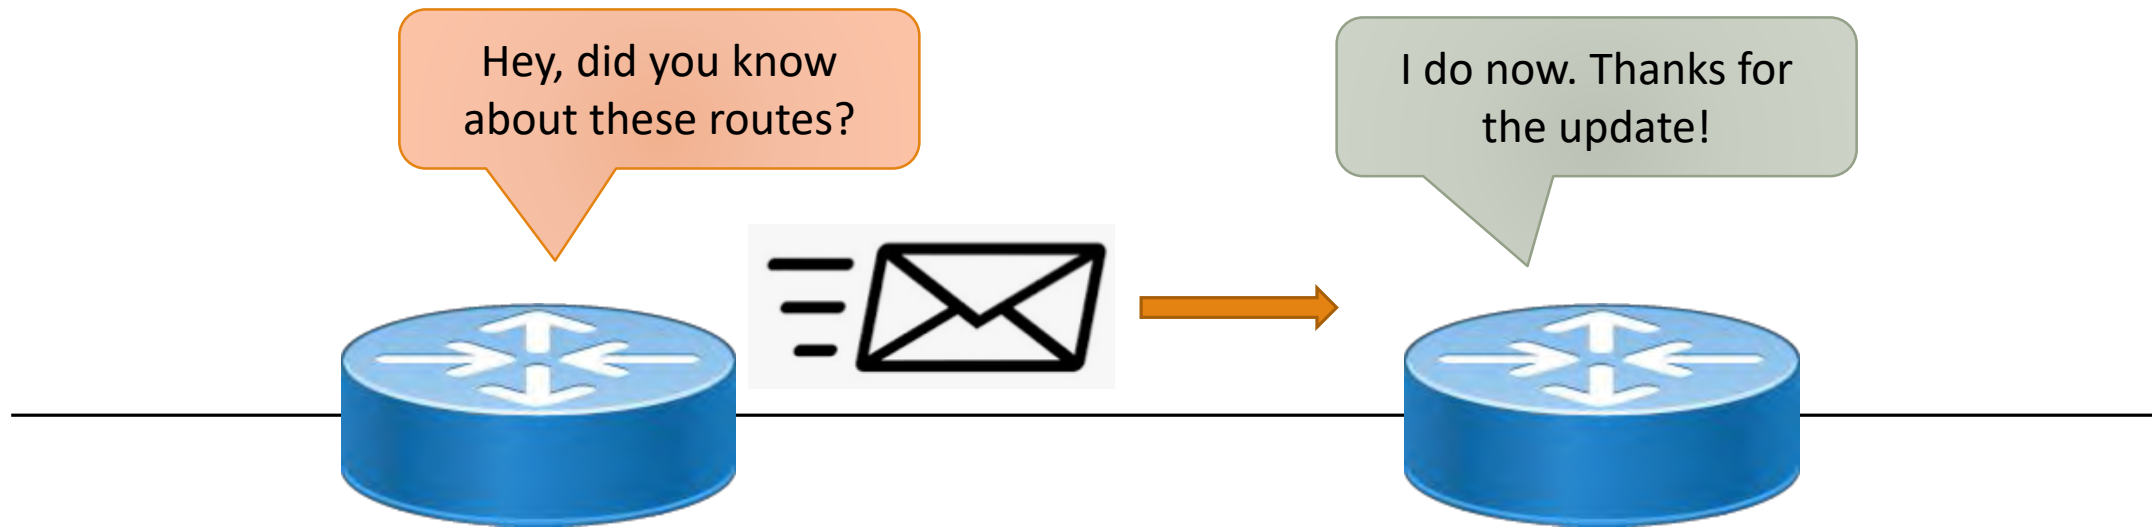 Hey, did you know
about these routes?
I do now. Thanks for
the update!